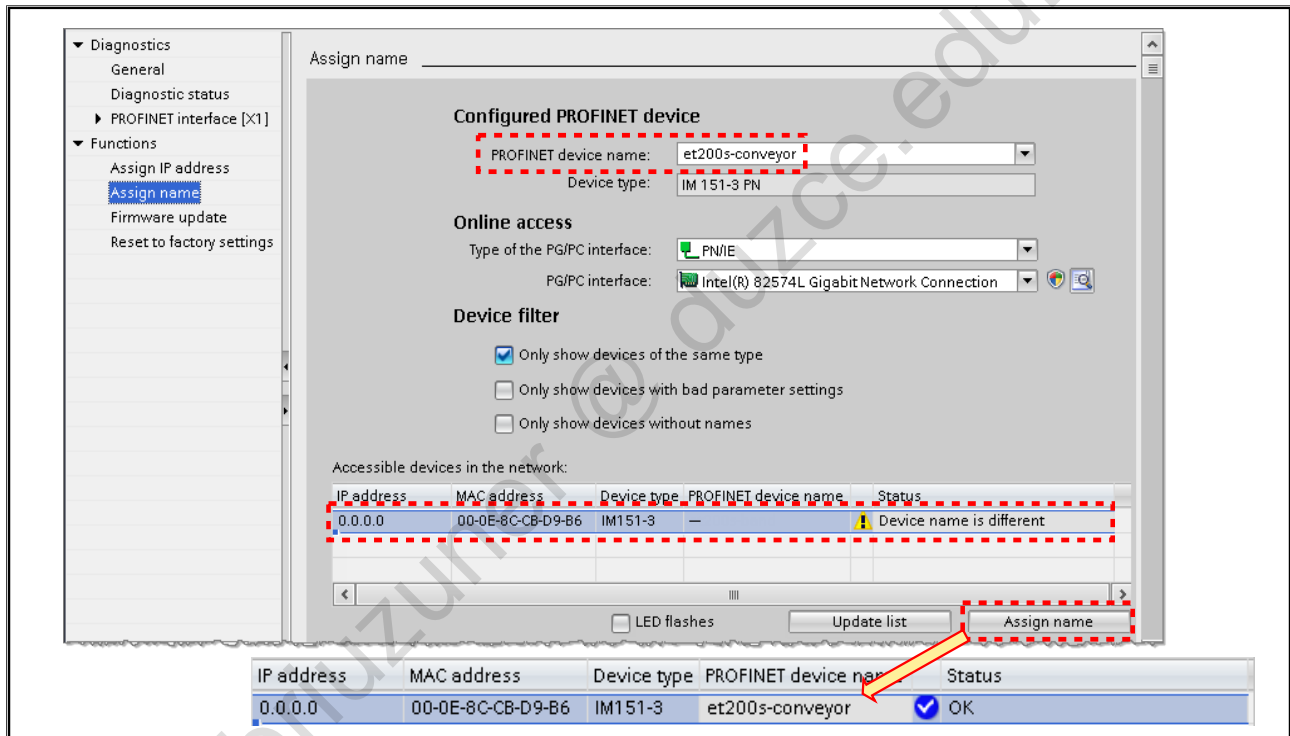 Diagnostics
General
Diagnostic status
PROFINET interface [X1]
Functions
Assign IP address
Assign name
Firmware update
Reset to factory settings
Assign name
Configured PROFINET device
PROFINET device name: et200s-conveyor
Device type: IM 151-3 PN
Online access
Type of the PG/PC interface: PN/IE
PG/PC interface: Intel(R) 82574L Gigabit Network Connection
Device filter
Only show devices of the same type
Only show devices with bad parameter settings
Only show devices without names
Accessible devices in the network:
IP address MAC address Device type PROFINET device name Status
0.0.0.0 00-0E-8C-CB-D9-B6 IM151-3 — Device name is different
LED flashes Update list Assign name
IP address MAC address Device type PROFINET device name Status
0.0.0.0 00-0E-8C-CB-D9-B6 IM151-3 et200s-conveyor OK